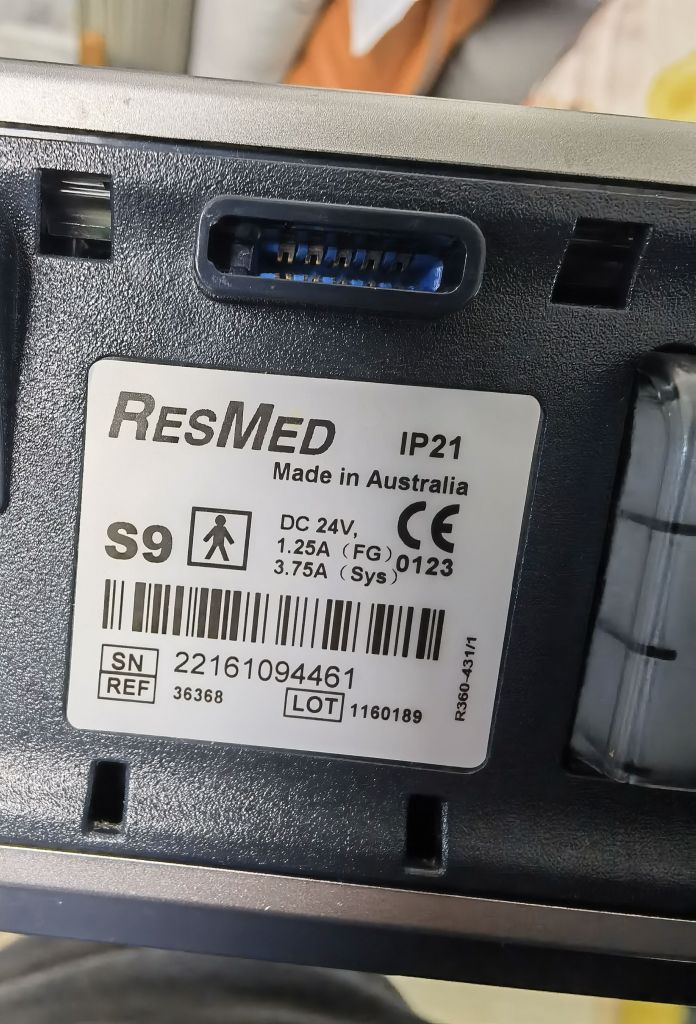 RESMED IP21
Made in Australia
S9 DC 24V,
1.25A (FG)
3.75A (Sys)
CE 0123
SN 22161094461
REF 36368 LOT 1160189
R360-431/1